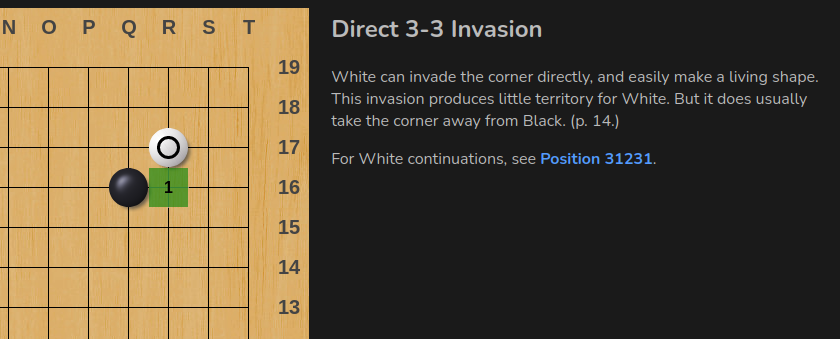 N O P Q R S T
Direct 3-3 Invasion
19
White can invade the corner directly, and easily make a living shape.
18
This invasion produces little territory for White. But it does usually
take the corner away from Black. (p. 14.)
17
For White continuations, see Position 31231.
16
1
15
14
13